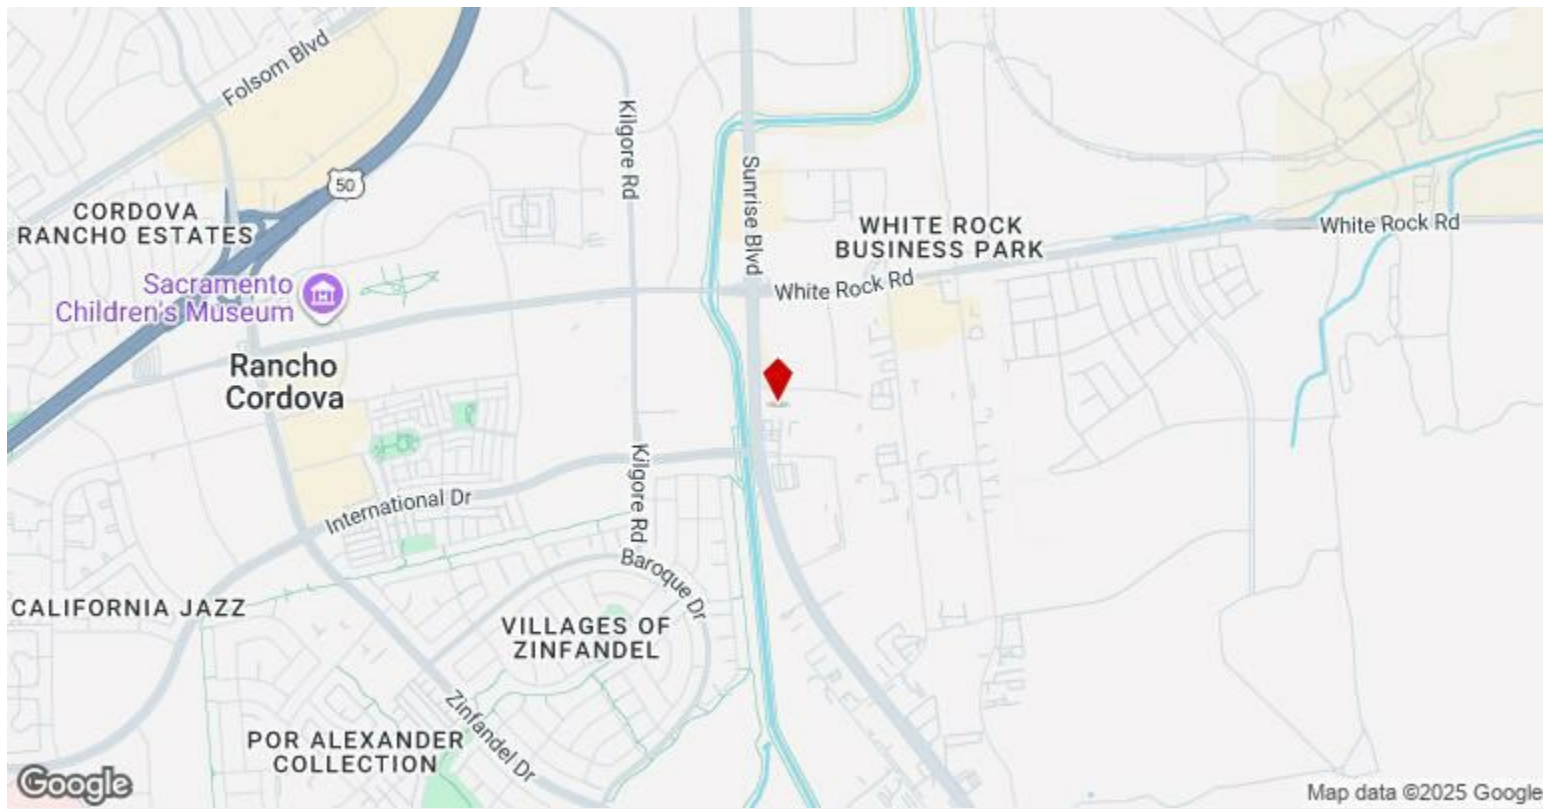 Folsom Blvd
Kilgore Rd
50
Sunrise Blvd
CORDOVA
RANCHO ESTATES
WHITE ROCK
BUSINESS PARK
White Rock Rd
Sacramento
Children's Museum
White Rock Rd
Rancho
Cordova
Kilgore Rd
International Dr
Baroque Dr
CALIFORNIA JAZZ
VILLAGES OF
ZINFANDEL
Zinfandel Dr
POR ALEXANDER
COLLECTION
Google
Map data ©2025 Google